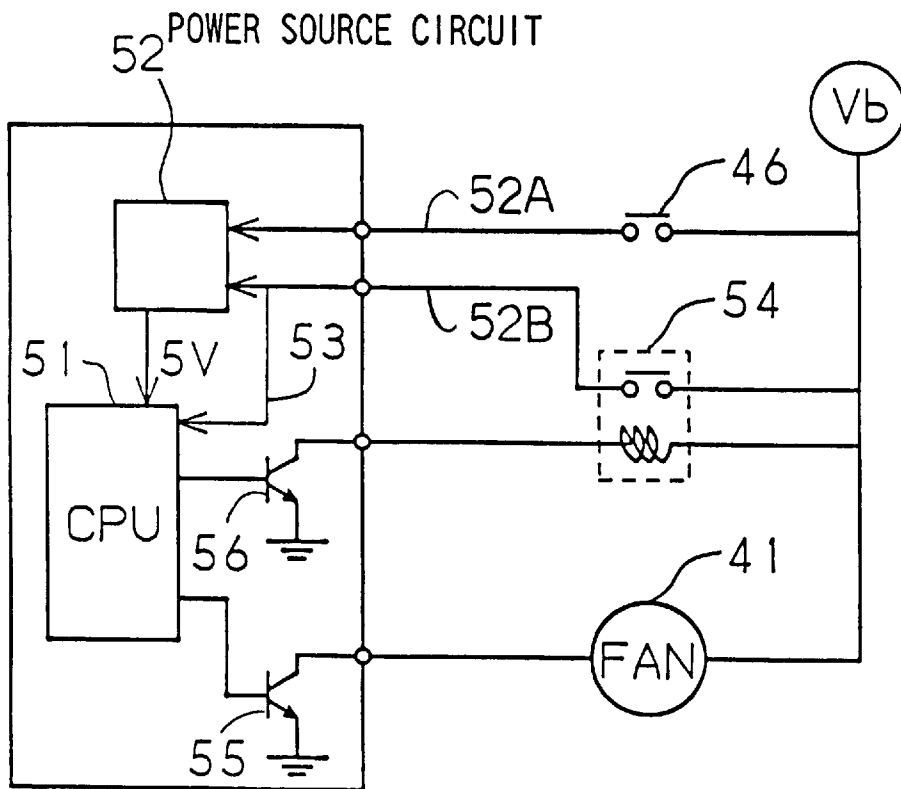 POWER SOURCE CIRCUIT
52
Vb
46
52A
52B
54
53
51
5V
CPU
56
41
FAN
55